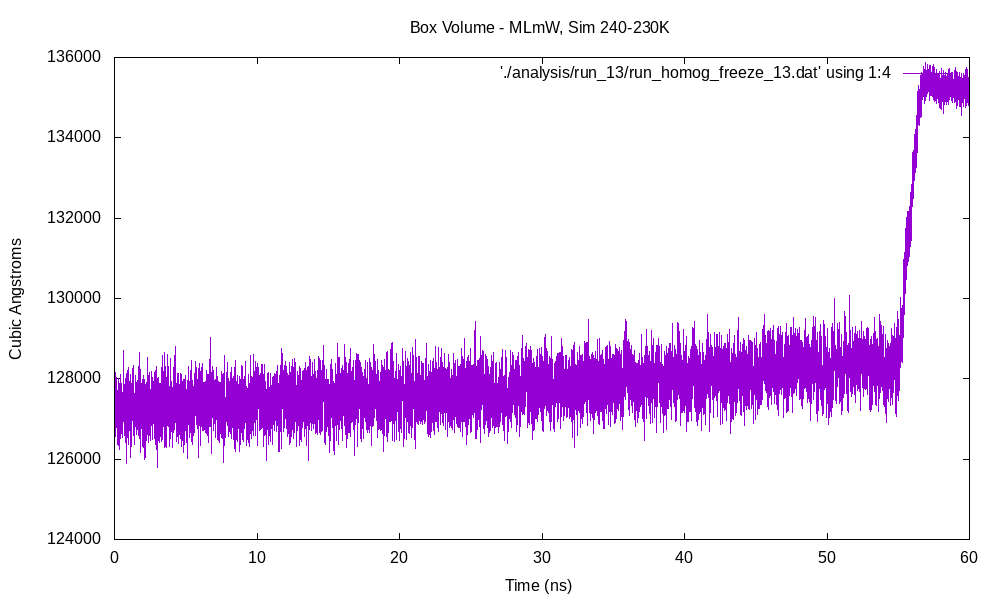 Box Volume - MLmW, Sim 240-230K
'./analysis/run_13/run_homog_freeze_13.dat' using 1:4
136000
134000
132000
130000
128000
126000
124000
Cubic Angstroms
0 10 20 30 40 50 60
Time (ns)